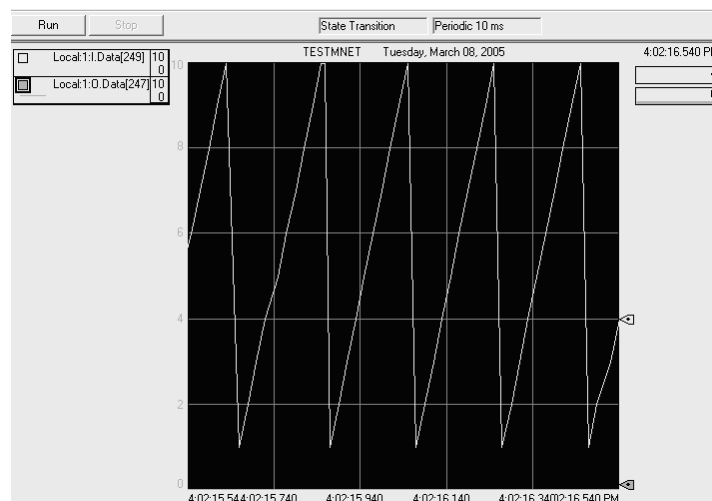 Run
Stop
State Transition
Periodic 10 ms
TESTMNET Tuesday, March 08, 2005
4:02:16.540 PM
Local:1:I.Data[249] 10
0
Local:1:O.Data[247] 10
0
10
8
6
4
2
0
4:02:15.544:02:15.740
4:02:15.940
4:02:16.140
4:02:16.340
02:16.540 PM